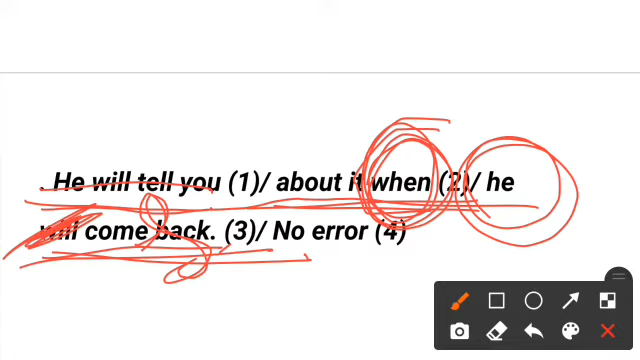 . He will tell you (1)/ about it when (2)/ he
will come back. (3)/ No error (4)